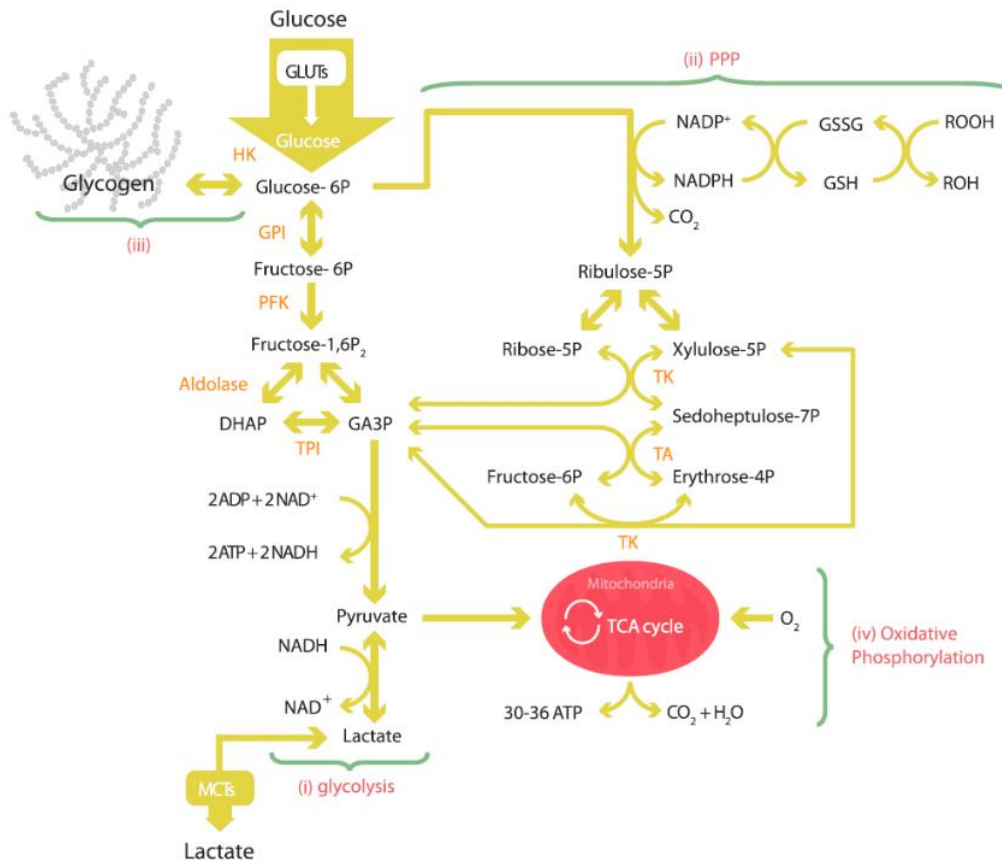 Glucose
GLUTs
Glucose
(ii) PPP
NADP⁺
GSSG
ROOH
HK
Glycogen
Glucose- 6P
NADPH
GSH
ROH
CO₂
(iii)
GPI
Fructose- 6P
Ribulose-5P
PFK
Fructose-1,6P₂
Ribose-5P
Xylulose-5P
TK
Aldolase
DHAP
GA3P
Sedoheptulose-7P
TPI
TA
Fructose-6P
Erythrose-4P
2ADP + 2NAD⁺
TK
2ATP + 2NADH
Mitochondria
Pyruvate
TCA cycle
O₂
(iv) Oxidative
Phosphorylation
NADH
NAD⁺
30-36 ATP
CO₂ + H₂O
Lactate
(i) glycolysis
MCTs
Lactate